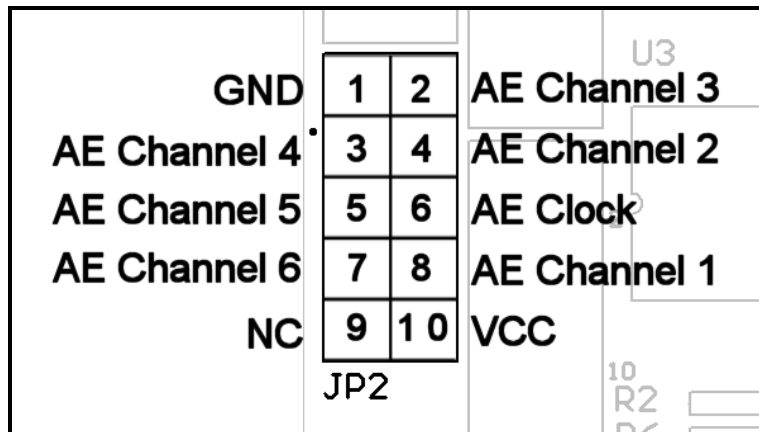 U3
GND 1 2 AE Channel 3
AE Channel 4 3 4 AE Channel 2
AE Channel 5 5 6 AE Clock
AE Channel 6 7 8 AE Channel 1
NC 9 10 VCC
JP2
10
R2